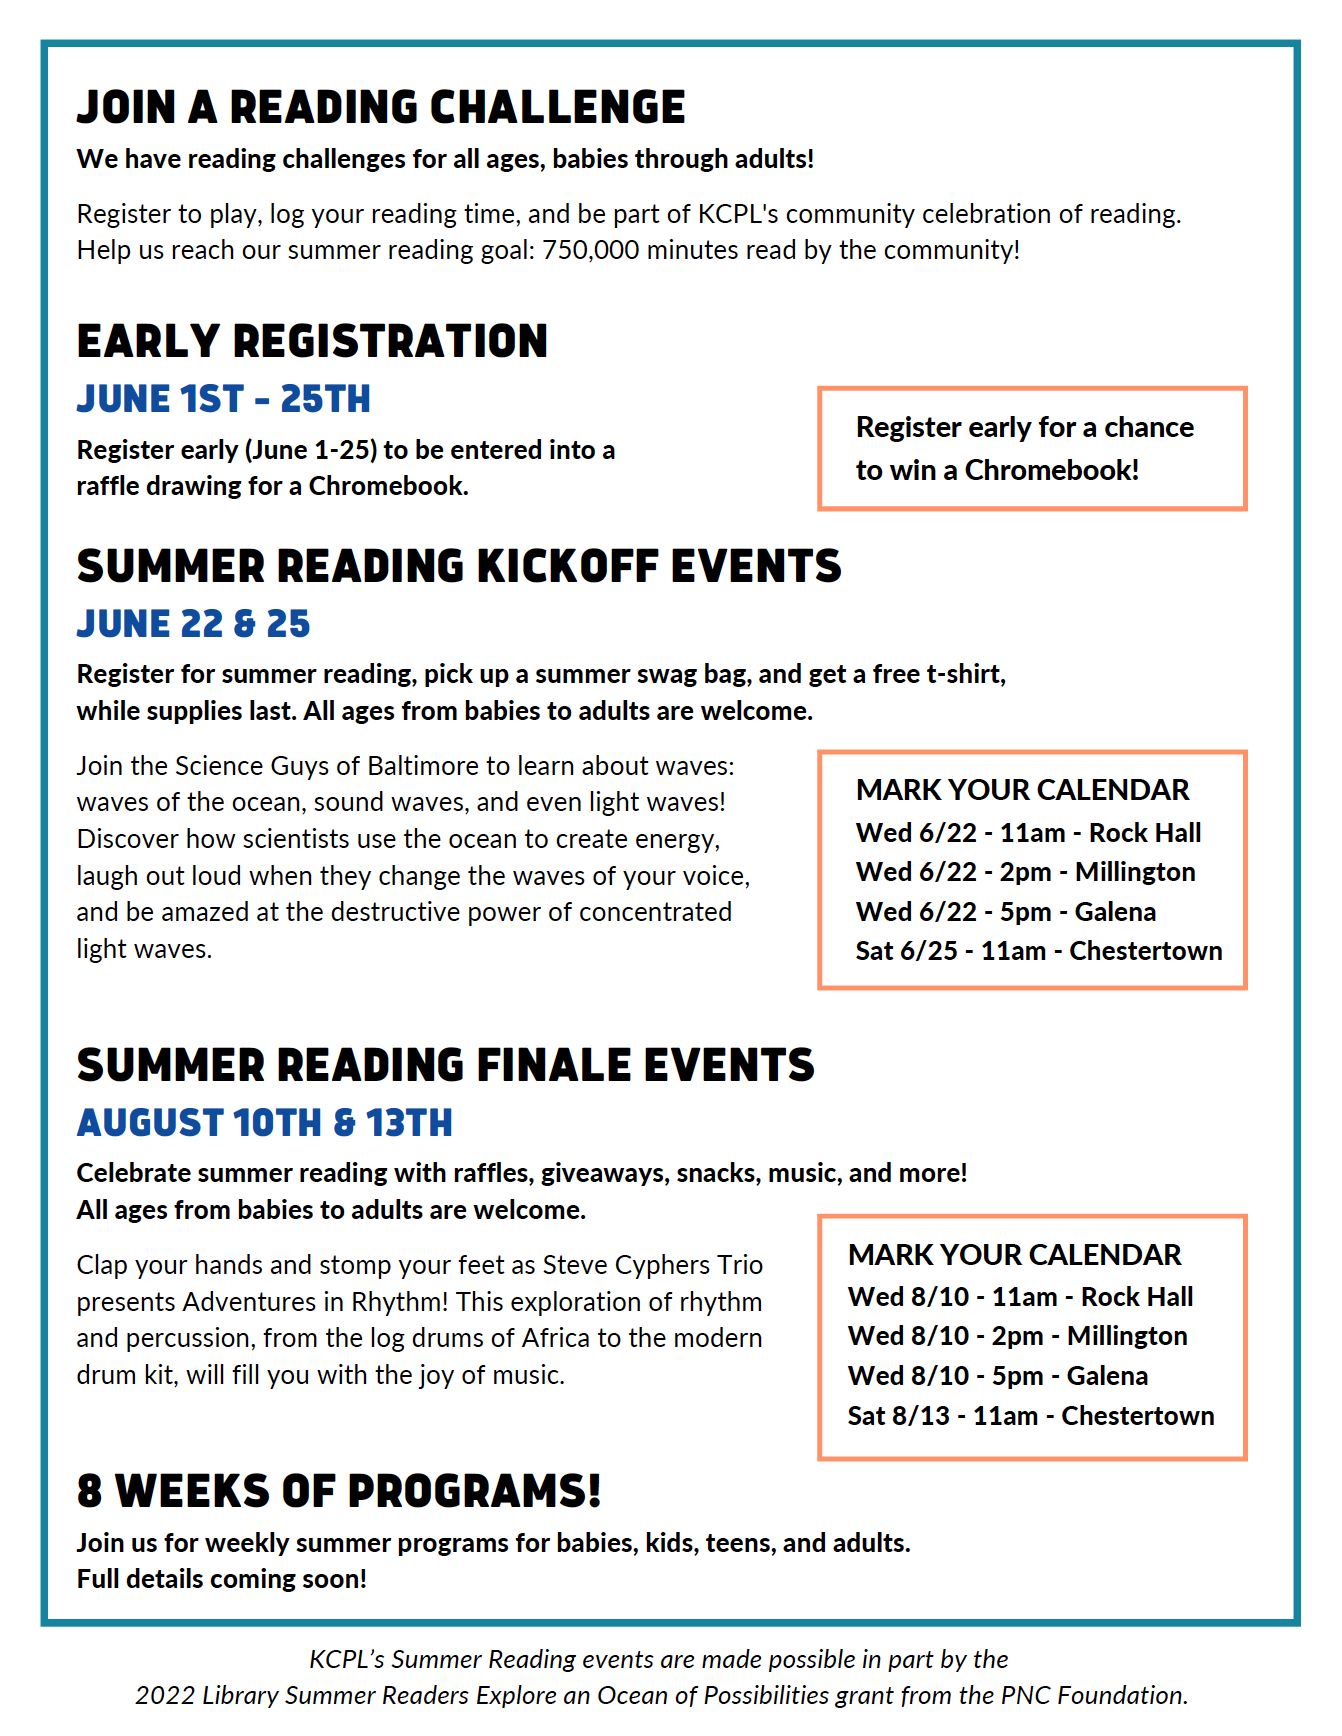 JOIN A READING CHALLENGE
We have reading challenges for all ages, babies through adults!
Register to play, log your reading time, and be part of KCPL's community celebration of reading.
Help us reach our summer reading goal: 750,000 minutes read by the community!
EARLY REGISTRATION
JUNE 1ST - 25TH
Register early (June 1-25) to be entered into a
raffle drawing for a Chromebook.
Register early for a chance
to win a Chromebook!
SUMMER READING KICKOFF EVENTS
JUNE 22 & 25
Register for summer reading, pick up a summer swag bag, and get a free t-shirt,
while supplies last. All ages from babies to adults are welcome.
Join the Science Guys of Baltimore to learn about waves:
waves of the ocean, sound waves, and even light waves!
Discover how scientists use the ocean to create energy,
laugh out loud when they change the waves of your voice,
and be amazed at the destructive power of concentrated
light waves.
MARK YOUR CALENDAR
Wed 6/22 - 11am - Rock Hall
Wed 6/22 - 2pm - Millington
Wed 6/22 - 5pm - Galena
Sat 6/25 - 11am - Chestertown
SUMMER READING FINALE EVENTS
AUGUST 10TH & 13TH
Celebrate summer reading with raffles, giveaways, snacks, music, and more!
All ages from babies to adults are welcome.
Clap your hands and stomp your feet as Steve Cyphers Trio
presents Adventures in Rhythm! This exploration of rhythm
and percussion, from the log drums of Africa to the modern
drum kit, will fill you with the joy of music.
MARK YOUR CALENDAR
Wed 8/10 - 11am - Rock Hall
Wed 8/10 - 2pm - Millington
Wed 8/10 - 5pm - Galena
Sat 8/13 - 11am - Chestertown
8 WEEKS OF PROGRAMS!
Join us for weekly summer programs for babies, kids, teens, and adults.
Full details coming soon!
KCPL’s Summer Reading events are made possible in part by the
2022 Library Summer Readers Explore an Ocean of Possibilities grant from the PNC Foundation.